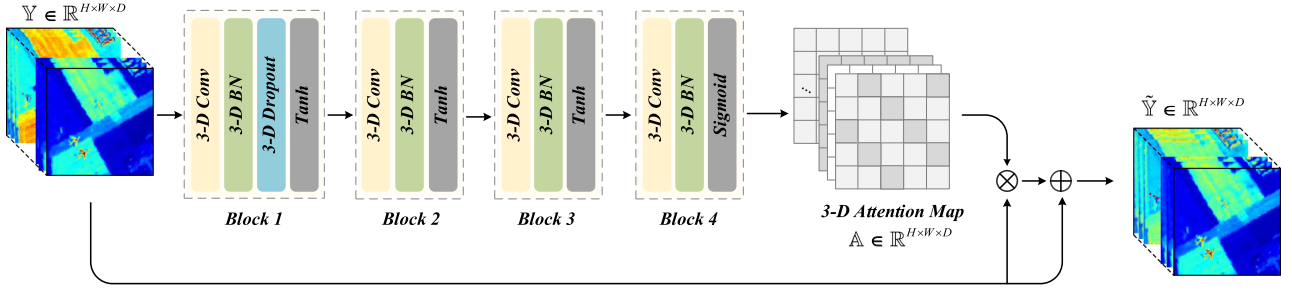 𝕐 ∈ ℝ^{H×W×D}
3-D Conv
3-D BN
3-D Dropout
Tanh
Block 1
3-D Conv
3-D BN
Tanh
Block 2
3-D Conv
3-D BN
Tanh
Block 3
3-D Conv
3-D BN
Sigmoid
Block 4
...
3-D Attention Map
𝔸 ∈ ℝ^{H×W×D}
Ỹ ∈ ℝ^{H×W×D}